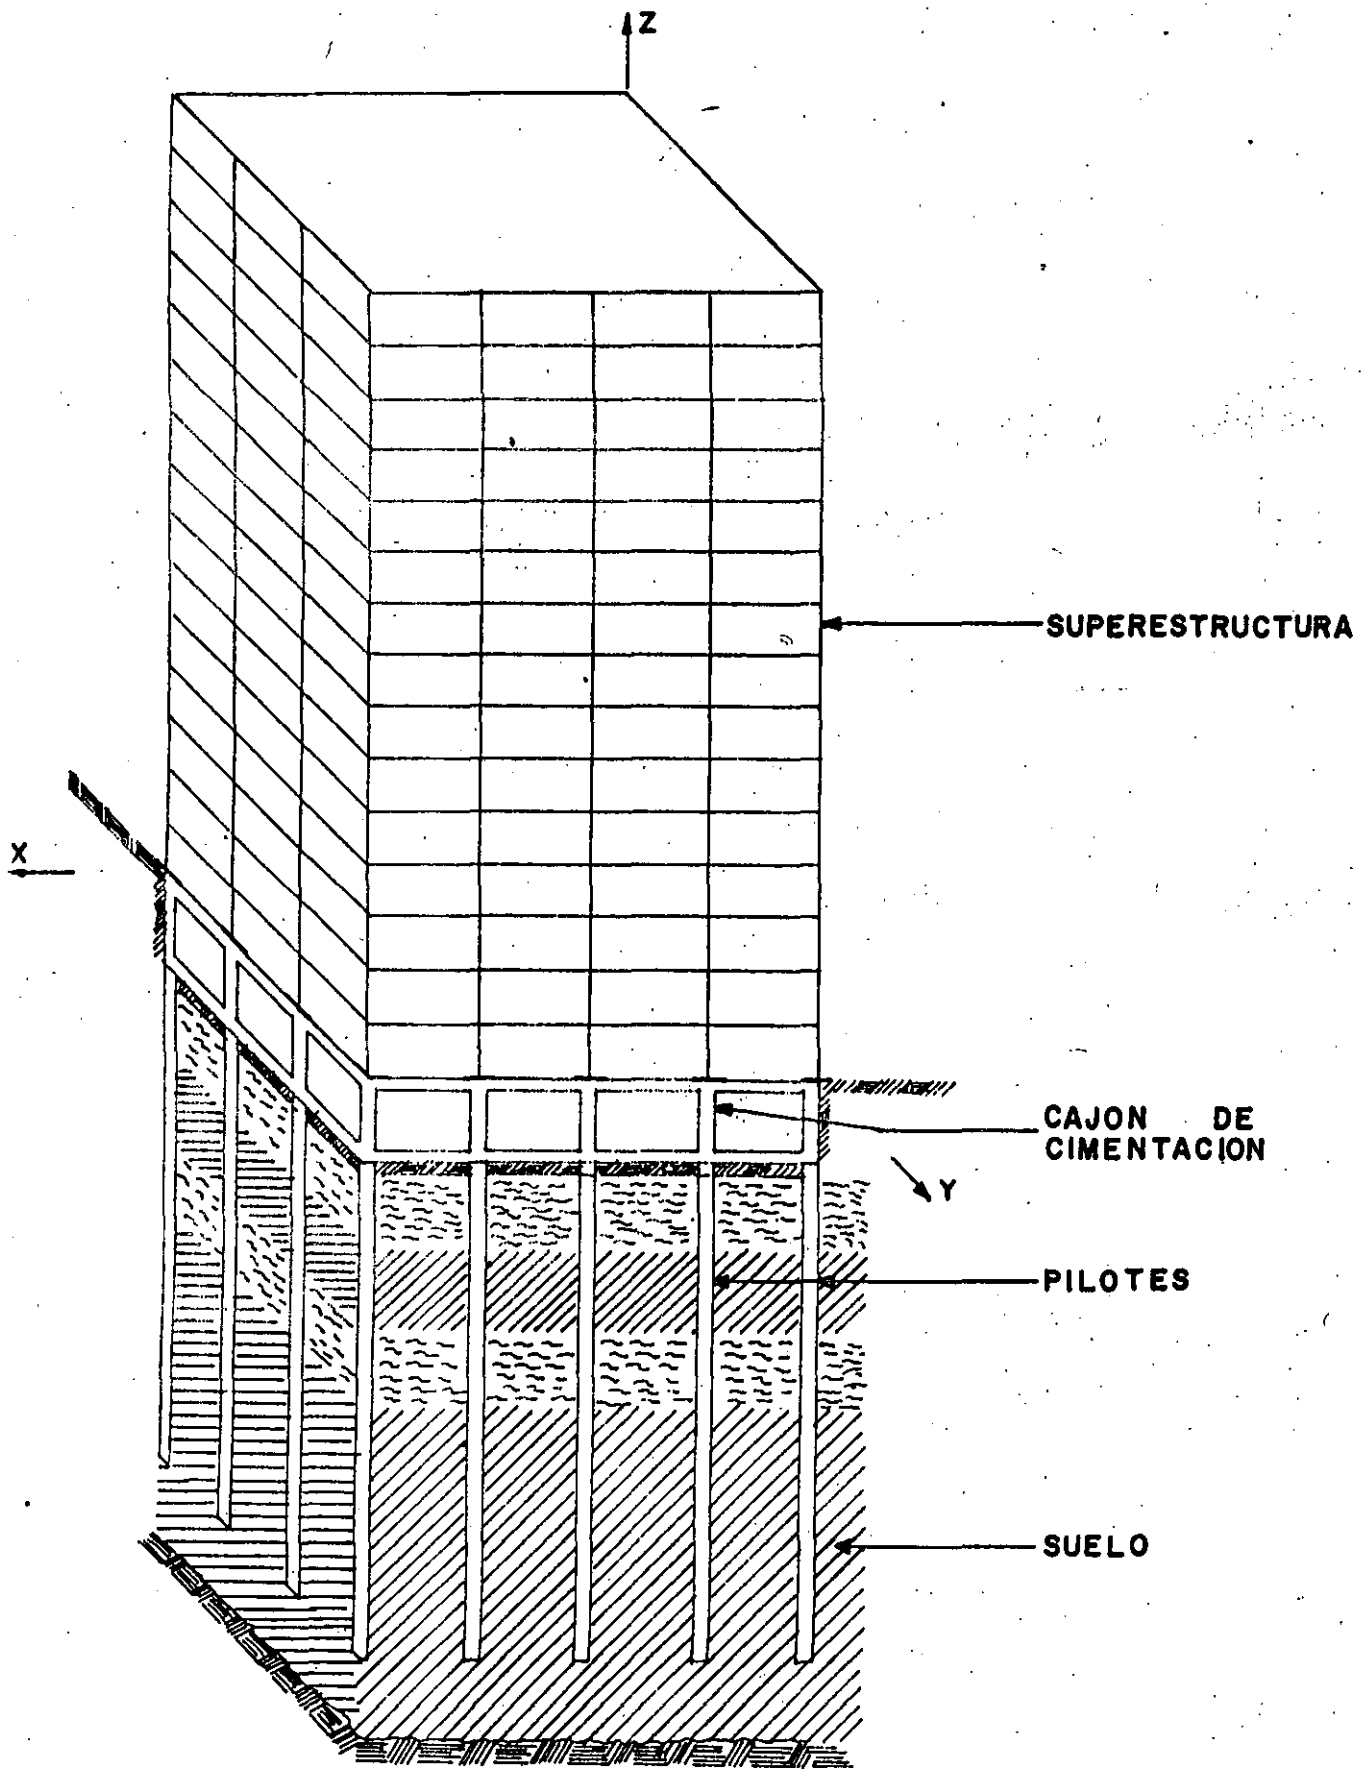 Z
SUPERESTRUCTURA
X
CAJON DE
CIMENTACION
Y
PILOTES
SUELO